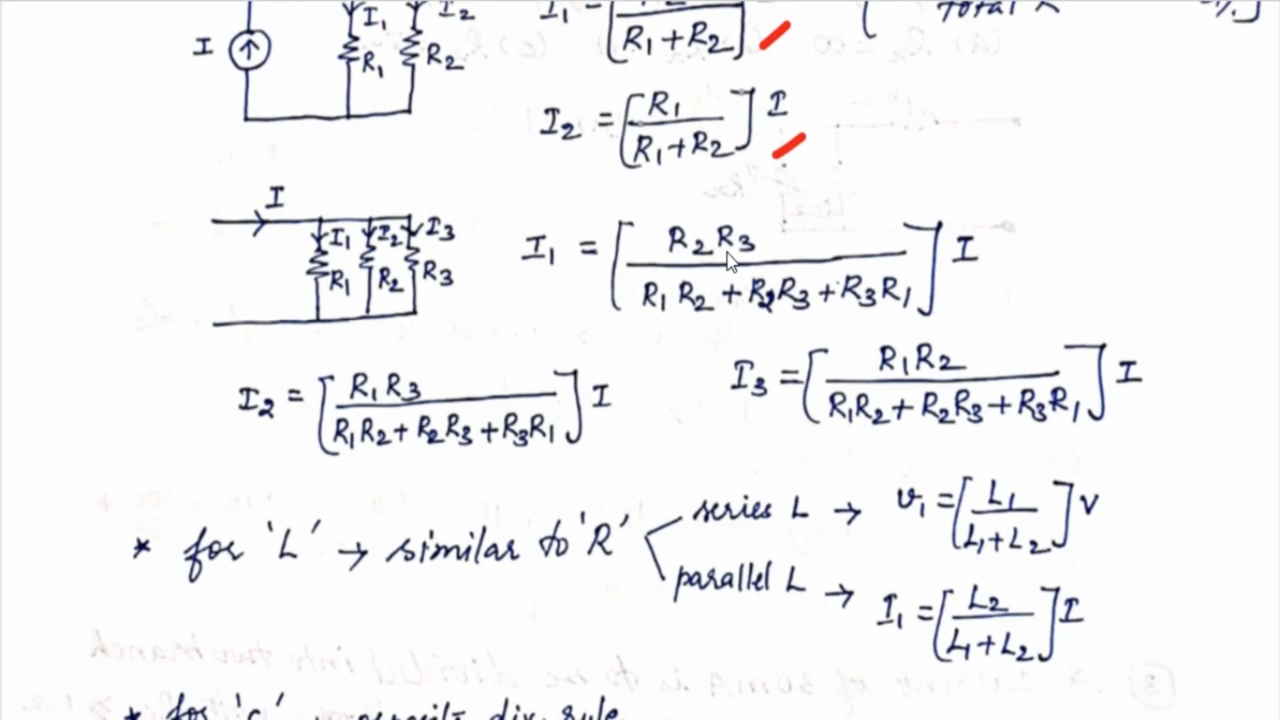 I I₁ I₂ R₁ R₂
I₁ = [ / R₁+R₂]
Total
I₂ = [R₁ / R₁+R₂] I
I
I₁ I₂ I₃
R₁ R₂ R₃
I₁ = [R₂R₃ / R₁R₂+R₂R₃+R₃R₁] I
I₂ = [R₁R₃ / R₁R₂+R₂R₃+R₃R₁] I
I₃ = [R₁R₂ / R₁R₂+R₂R₃+R₃R₁] I
* for 'L' → similar to 'R'
series L → v₁ = [L₁ / L₁+L₂] v
parallel L → I₁ = [L₂ / L₁+L₂] I